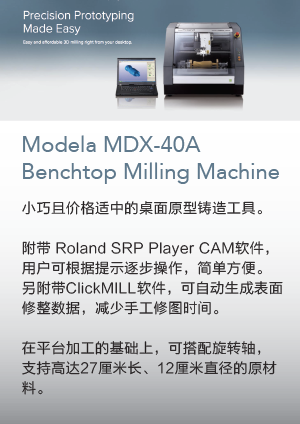 Precision Prototyping
Made Easy
Easy and affordable 3D milling right from your desktop.
Modela MDX-40A
Benchtop Milling Machine
小巧且价格适中的桌面原型铸造工具。
附带 Roland SRP Player CAM软件，
用户可根据提示逐步操作，简单方便。
另附带ClickMILL软件，可自动生成表面
修整数据，减少手工修图时间。
在平台加工的基础上，可搭配旋转轴，
支持高达27厘米长、12厘米直径的原材
料。